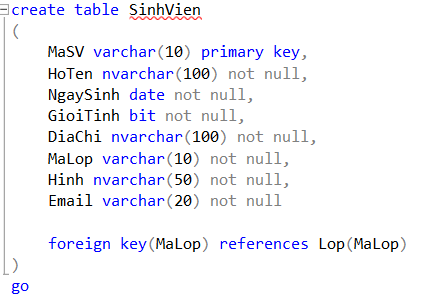 create table SinhVien
(
MaSV varchar(10) primary key,
HoTen nvarchar(100) not null,
NgaySinh date not null,
GioiTinh bit not null,
DiaChi nvarchar(100) not null,
MaLop varchar(10) not null,
Hinh nvarchar(50) not null,
Email varchar(20) not null
foreign key(MaLop) references Lop(MaLop)
)
go